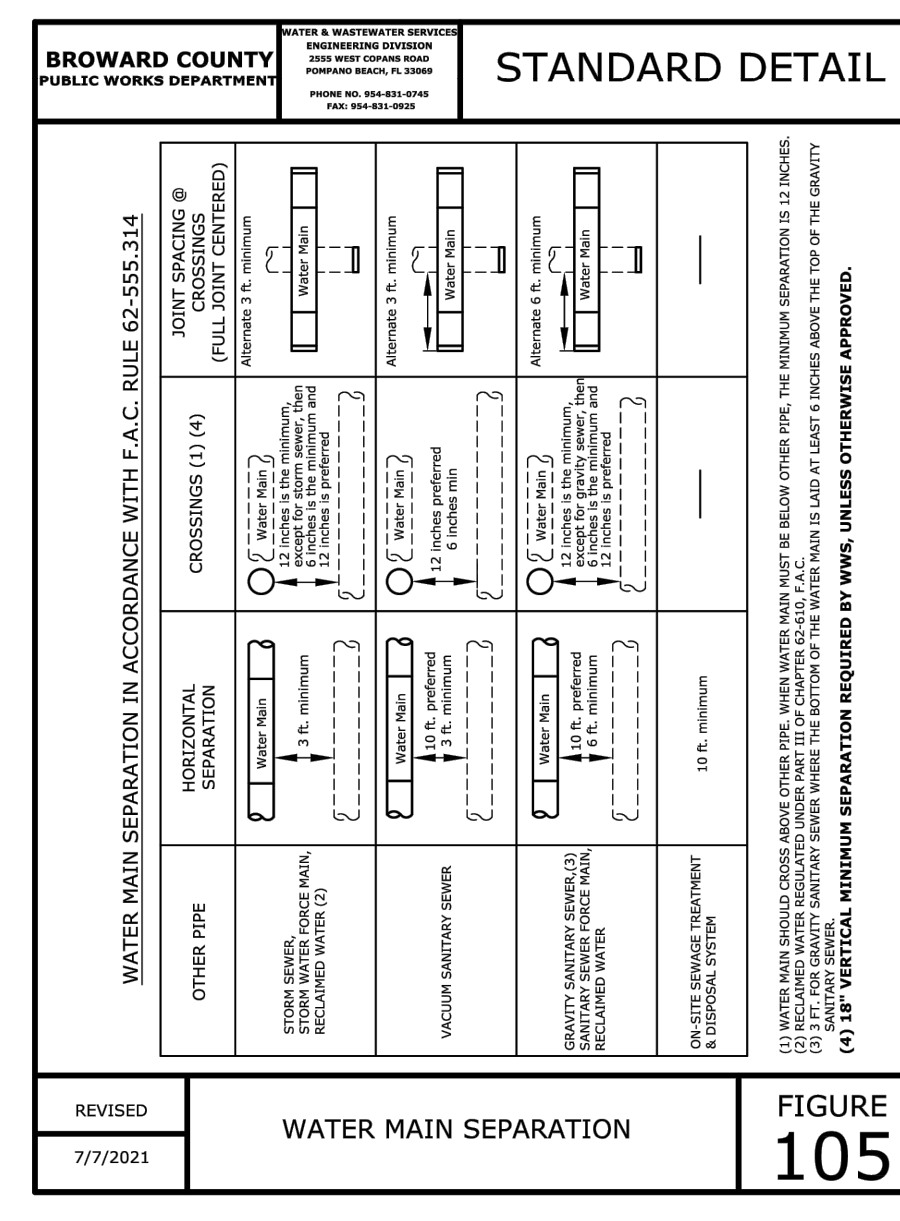 BROWARD COUNTY
PUBLIC WORKS DEPARTMENT
WATER & WASTEWATER SERVICES
ENGINEERING DIVISION
2555 WEST COPANS ROAD
POMPANO BEACH, FL 33069
PHONE NO. 954-831-0745
FAX: 954-831-0925
STANDARD DETAIL
WATER MAIN SEPARATION IN ACCORDANCE WITH F.A.C. RULE 62-555.314
OTHER PIPE
HORIZONTAL
SEPARATION
CROSSINGS (1) (4)
JOINT SPACING @
CROSSINGS
(FULL JOINT CENTERED)
STORM SEWER,
STORM WATER FORCE MAIN,
RECLAIMED WATER (2)
Water Main
3 ft. minimum
Water Main
12 inches is the minimum,
except for storm sewer, then
6 inches is the minimum and
12 inches is preferred
Alternate 3 ft. minimum
Water Main
VACUUM SANITARY SEWER
Water Main
10 ft. preferred
3 ft. minimum
Water Main
12 inches preferred
6 inches min
Alternate 3 ft. minimum
Water Main
GRAVITY SANITARY SEWER,(3)
SANITARY SEWER FORCE MAIN,
RECLAIMED WATER
Water Main
10 ft. preferred
6 ft. minimum
Water Main
12 inches is the minimum,
except for gravity sewer, then
6 inches is the minimum and
12 inches is preferred
Alternate 6 ft. minimum
Water Main
ON-SITE SEWAGE TREATMENT
& DISPOSAL SYSTEM
10 ft. minimum
(1) WATER MAIN SHOULD CROSS ABOVE OTHER PIPE. WHEN WATER MAIN MUST BE BELOW OTHER PIPE, THE MINIMUM SEPARATION IS 12 INCHES.
(2) RECLAIMED WATER REGULATED UNDER PART III OF CHAPTER 62-610, F.A.C.
(3) 3 FT. FOR GRAVITY SANITARY SEWER WHERE THE BOTTOM OF THE WATER MAIN IS LAID AT LEAST 6 INCHES ABOVE THE TOP OF THE GRAVITY
SANITARY SEWER.
(4) 18" VERTICAL MINIMUM SEPARATION REQUIRED BY WWS, UNLESS OTHERWISE APPROVED.
REVISED
7/7/2021
WATER MAIN SEPARATION
FIGURE
105